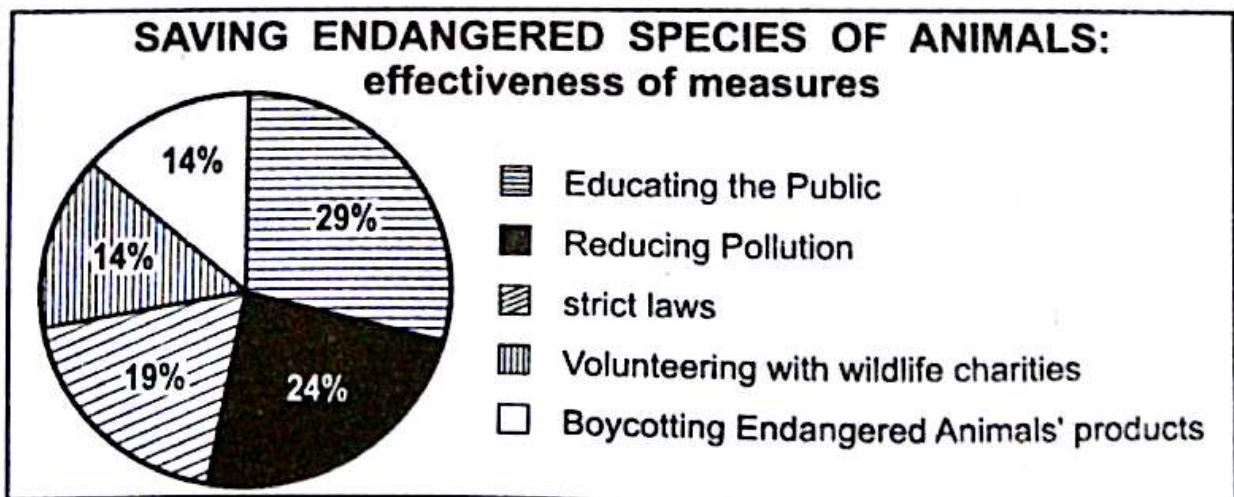 SAVING ENDANGERED SPECIES OF ANIMALS:
effectiveness of measures
14%
29%
14%
19%
24%
Educating the Public
Reducing Pollution
strict laws
Volunteering with wildlife charities
Boycotting Endangered Animals' products